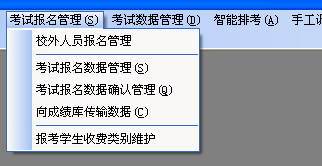 考试报名管理(S) 考试数据管理(D) 智能排考(A) 手工
校外人员报名管理
考试报名数据管理(S)
考试报名数据确认管理(Q)
向成绩库传输数据(C)
报考学生收费类别维护